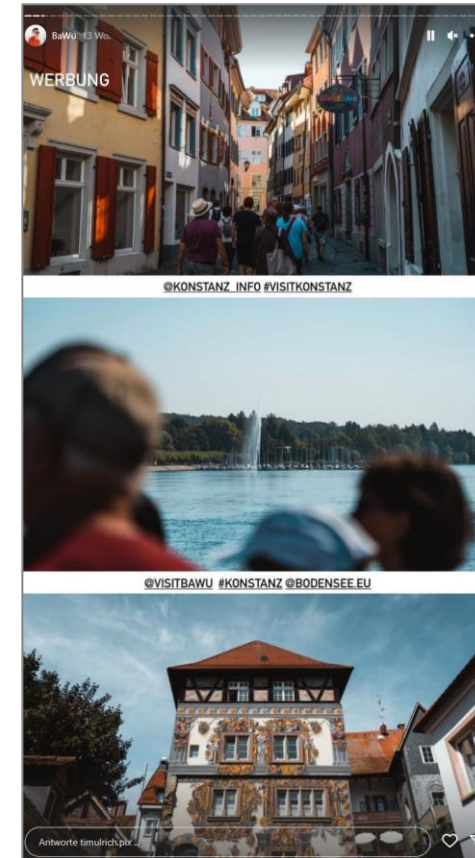 BaWü 13 Wo.
WERBUNG
@KONSTANZ_INFO #VISITKONSTANZ
@VISITBAWU #KONSTANZ @BODENSEE.EU
Antworte timulrich.pix ...